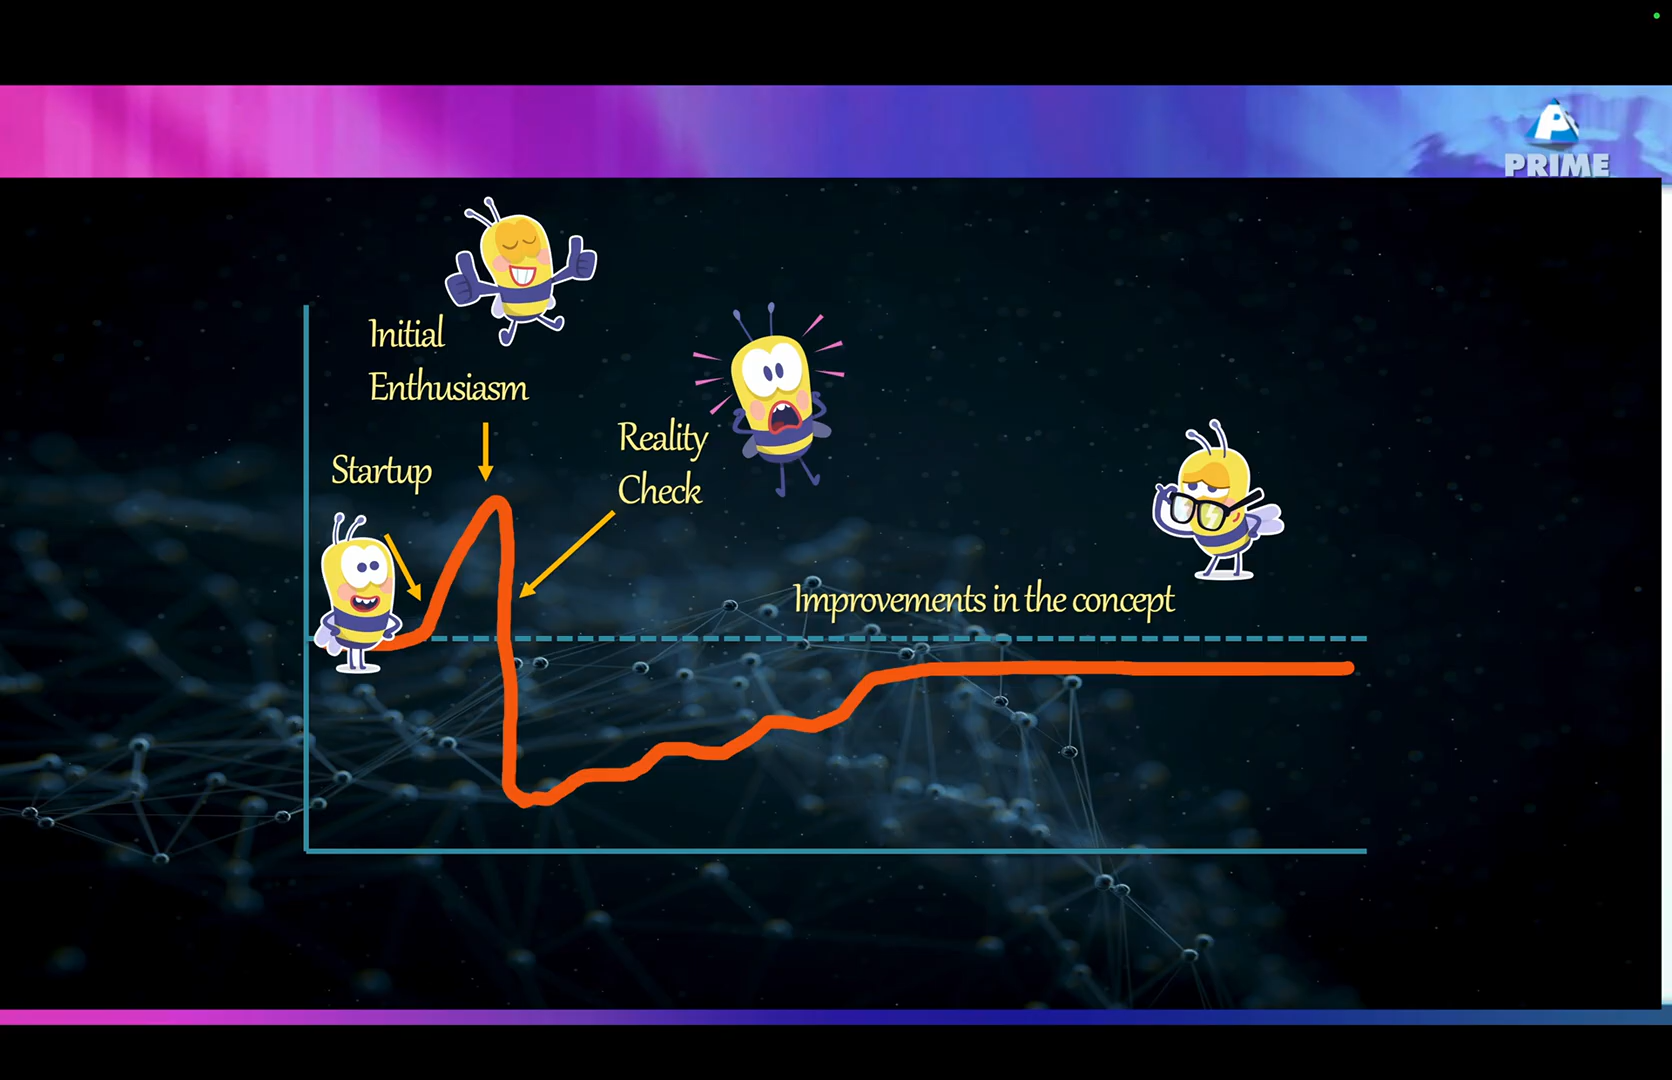 PRIME
Initial
Enthusiasm
Reality
Check
Startup
Improvements in the concept